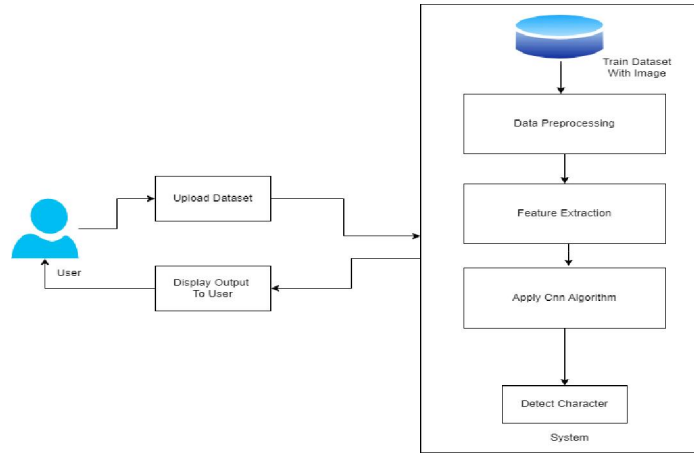 Train Dataset
With Image
Data Preprocessing
Upload Dataset
Feature Extraction
User
Display Output
To User
Apply Cnn Algorithm
Detect Character
System